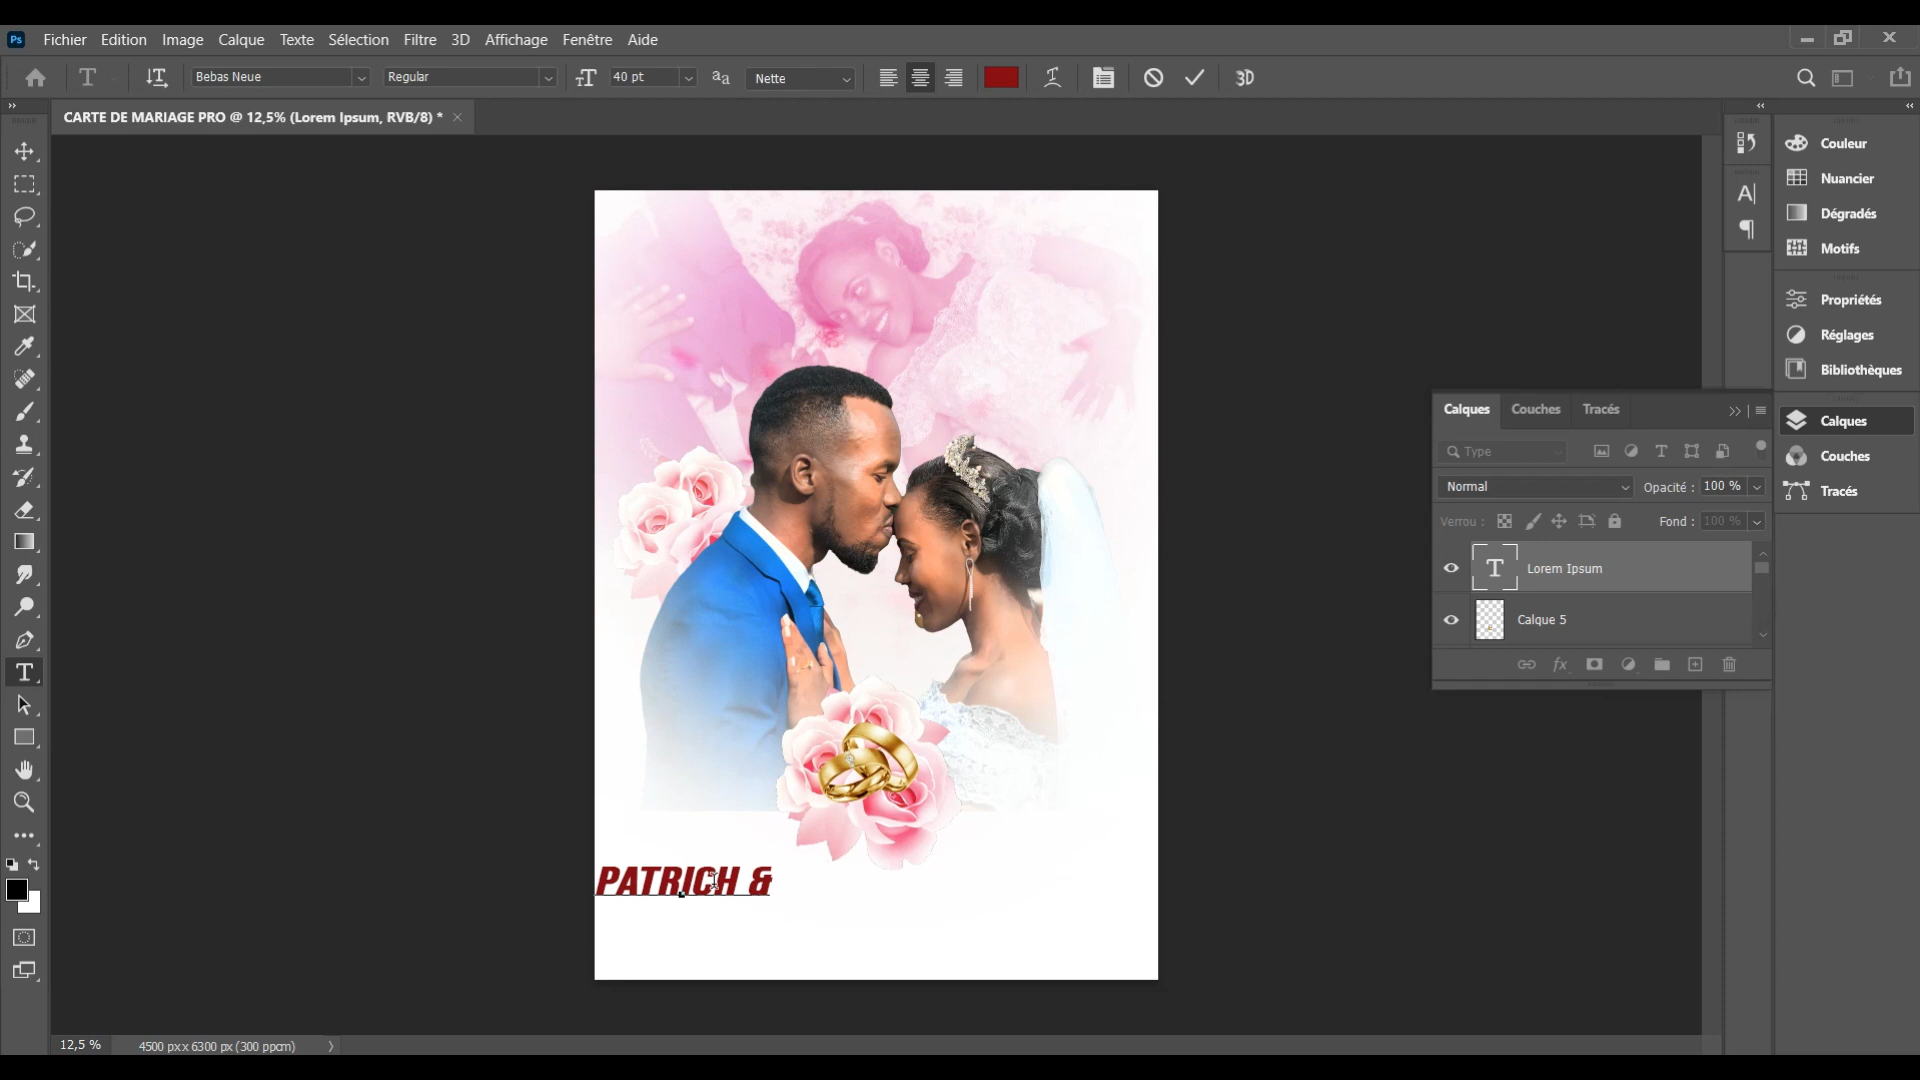 Ps Fichier Edition Image Calque Texte Sélection Filtre 3D Affichage Fenêtre Aide
Bebas Neue Regular 40 pt Nette 3D
CARTE DE MARIAGE PRO @ 12,5% (Lorem Ipsum, RVB/8) *
Couleur
Nuancier
Dégradés
Motifs
Propriétés
Réglages
Bibliothèques
Calques
Couches
Tracés
Calques Couches Tracés
Type
Normal Opacité : 100 %
Verrou : Fond : 100 %
Lorem Ipsum
Calque 5
PATRICH &
12,5 % 4500 px x 6300 px (300 ppcm)